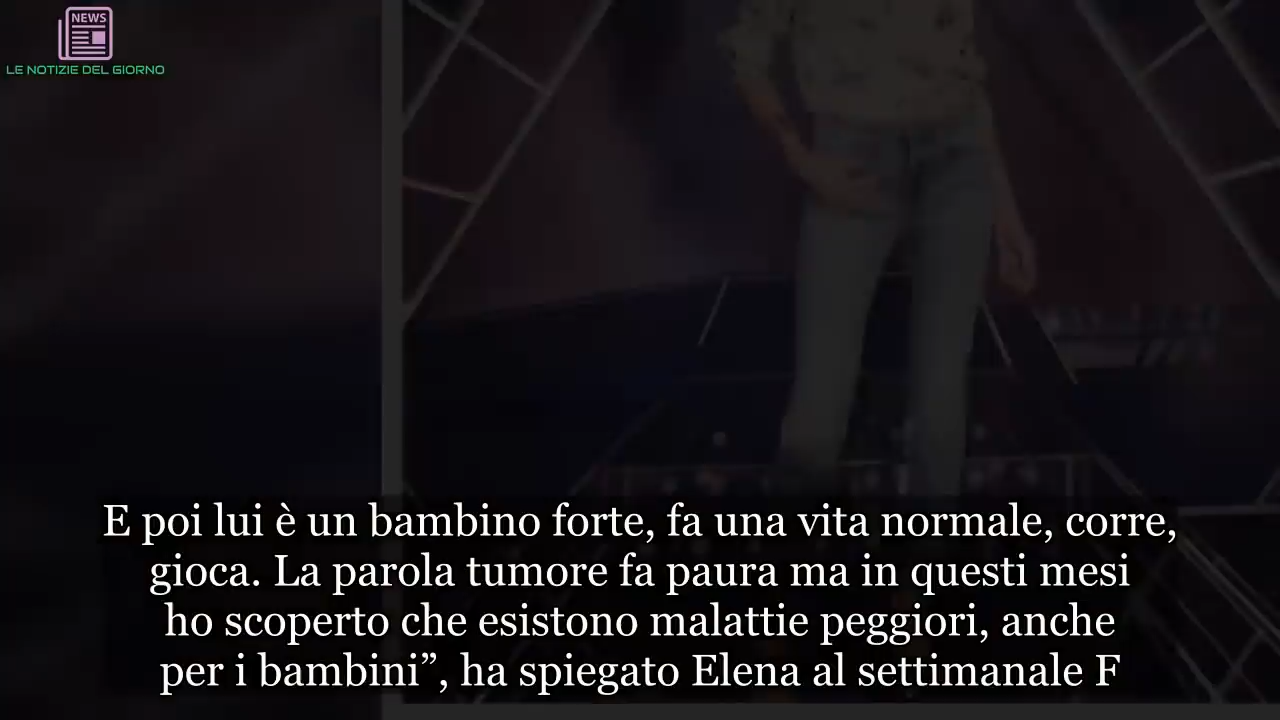 NEWS
LE NOTIZIE DEL GIORNO
E poi lui è un bambino forte, fa una vita normale, corre,
gioca. La parola tumore fa paura ma in questi mesi
ho scoperto che esistono malattie peggiori, anche
per i bambini”, ha spiegato Elena al settimanale F